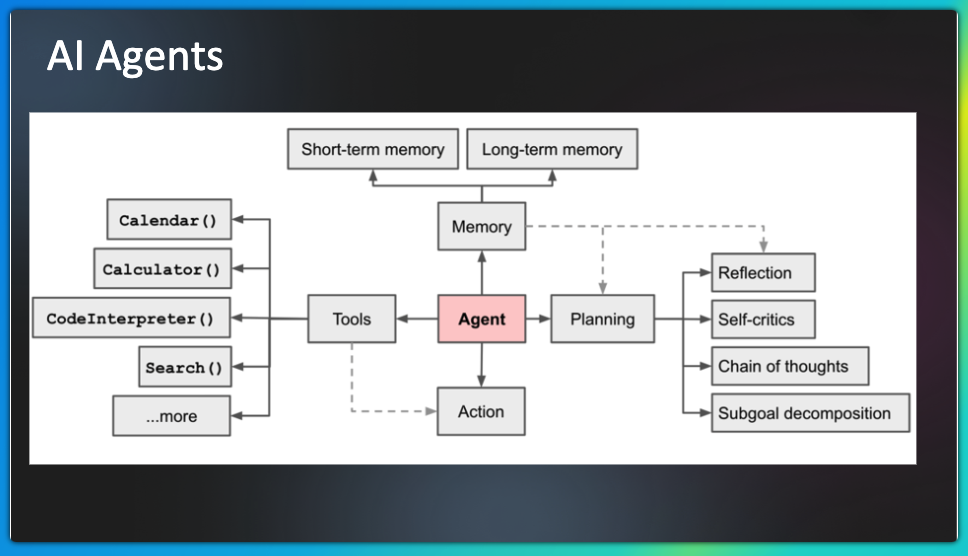 AI Agents
Short-term memory
Long-term memory
Calendar()
Memory
Calculator()
Reflection
CodeInterpreter()
Tools
Agent
Planning
Self-critics
Search()
Chain of thoughts
...more
Action
Subgoal decomposition